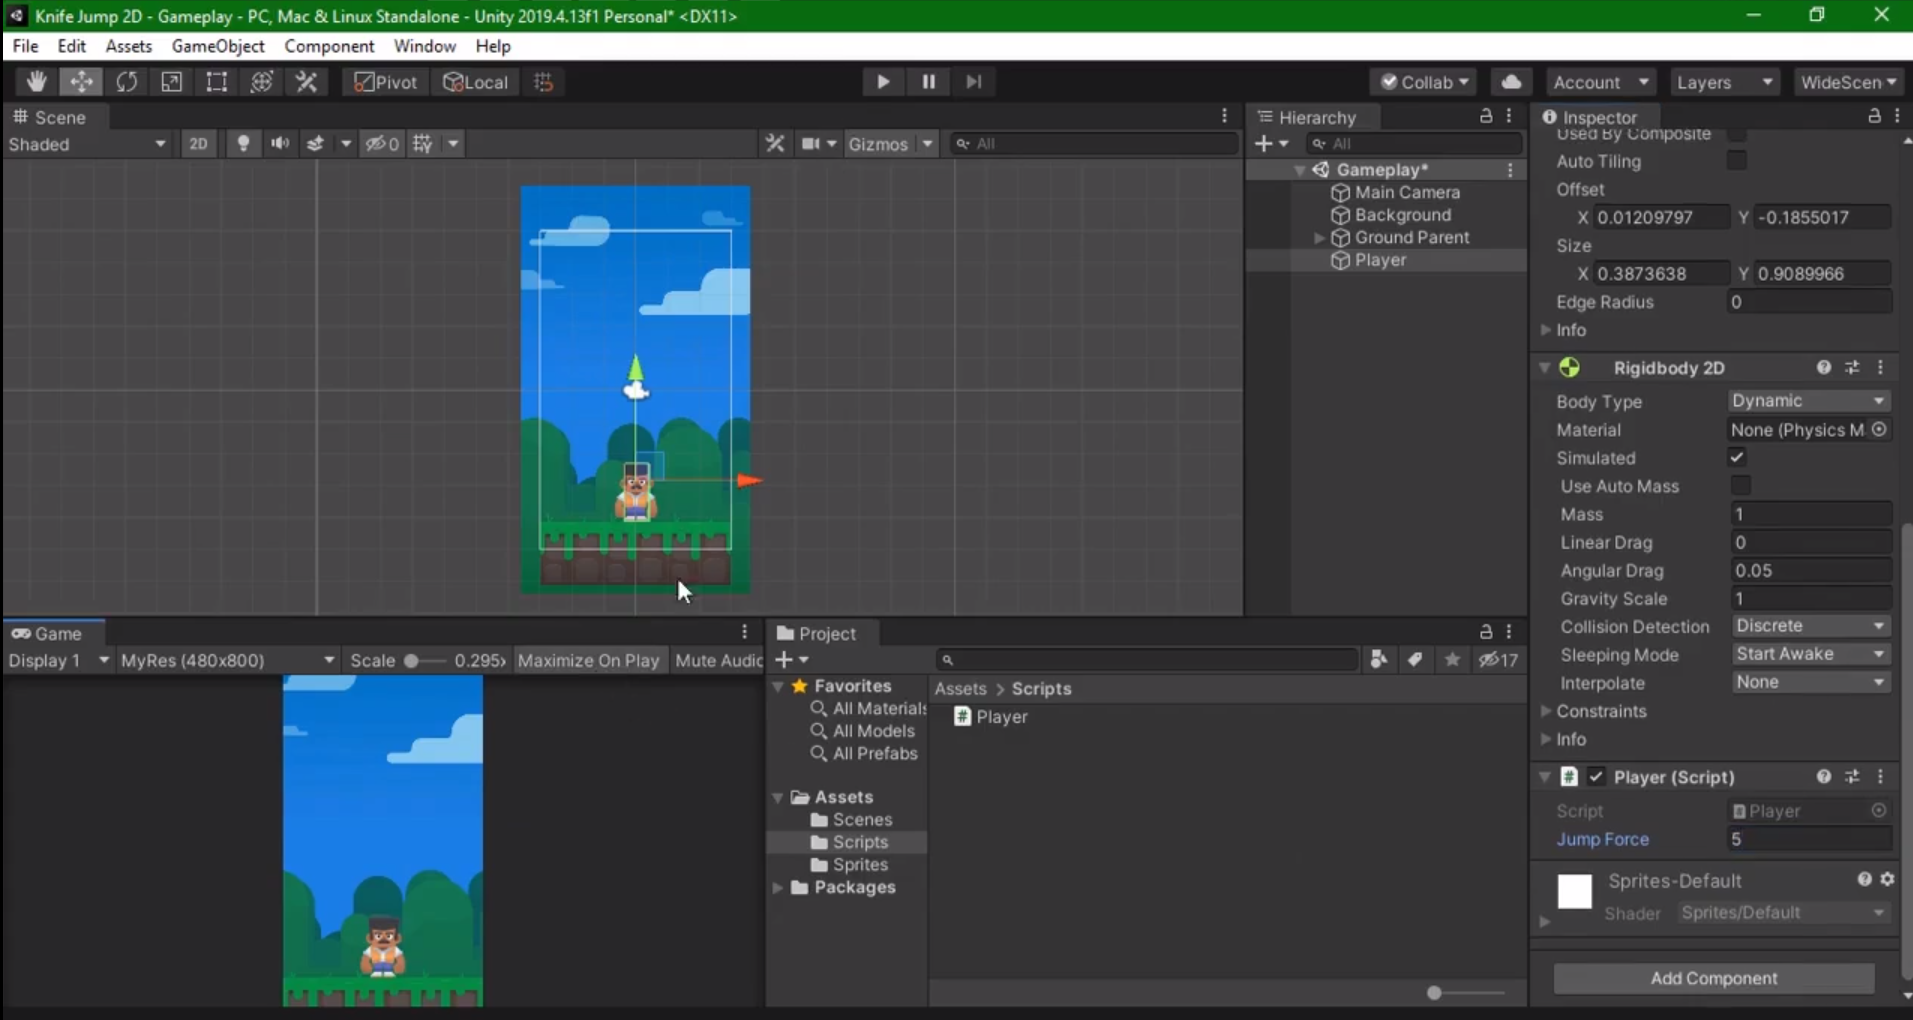 Knife Jump 2D - Gameplay - PC, Mac & Linux Standalone - Unity 2019.4.13f1 Personal* <DX11>
File Edit Assets GameObject Component Window Help
Pivot Local Collab Account Layers WideScen
Scene
Shaded 2D 0 Gizmos All
Hierarchy
All
Gameplay*
Main Camera
Background
Ground Parent
Player
Inspector
Used By Composite
Auto Tiling
Offset
X 0.01209797 Y -0.1855017
Size
X 0.3873638 Y 0.9089966
Edge Radius 0
Info
Rigidbody 2D
Body Type Dynamic
Material None (Physics M
Simulated
Use Auto Mass
Mass 1
Linear Drag 0
Angular Drag 0.05
Gravity Scale 1
Collision Detection Discrete
Sleeping Mode Start Awake
Interpolate None
Constraints
Info
Player (Script)
Script Player
Jump Force 5
Sprites-Default
Shader Sprites/Default
Add Component
Game
Display 1 MyRes (480x800) Scale 0.295x Maximize On Play Mute Audio
Project
17
Favorites
All Materials
All Models
All Prefabs
Assets
Scenes
Scripts
Sprites
Packages
Assets > Scripts
Player